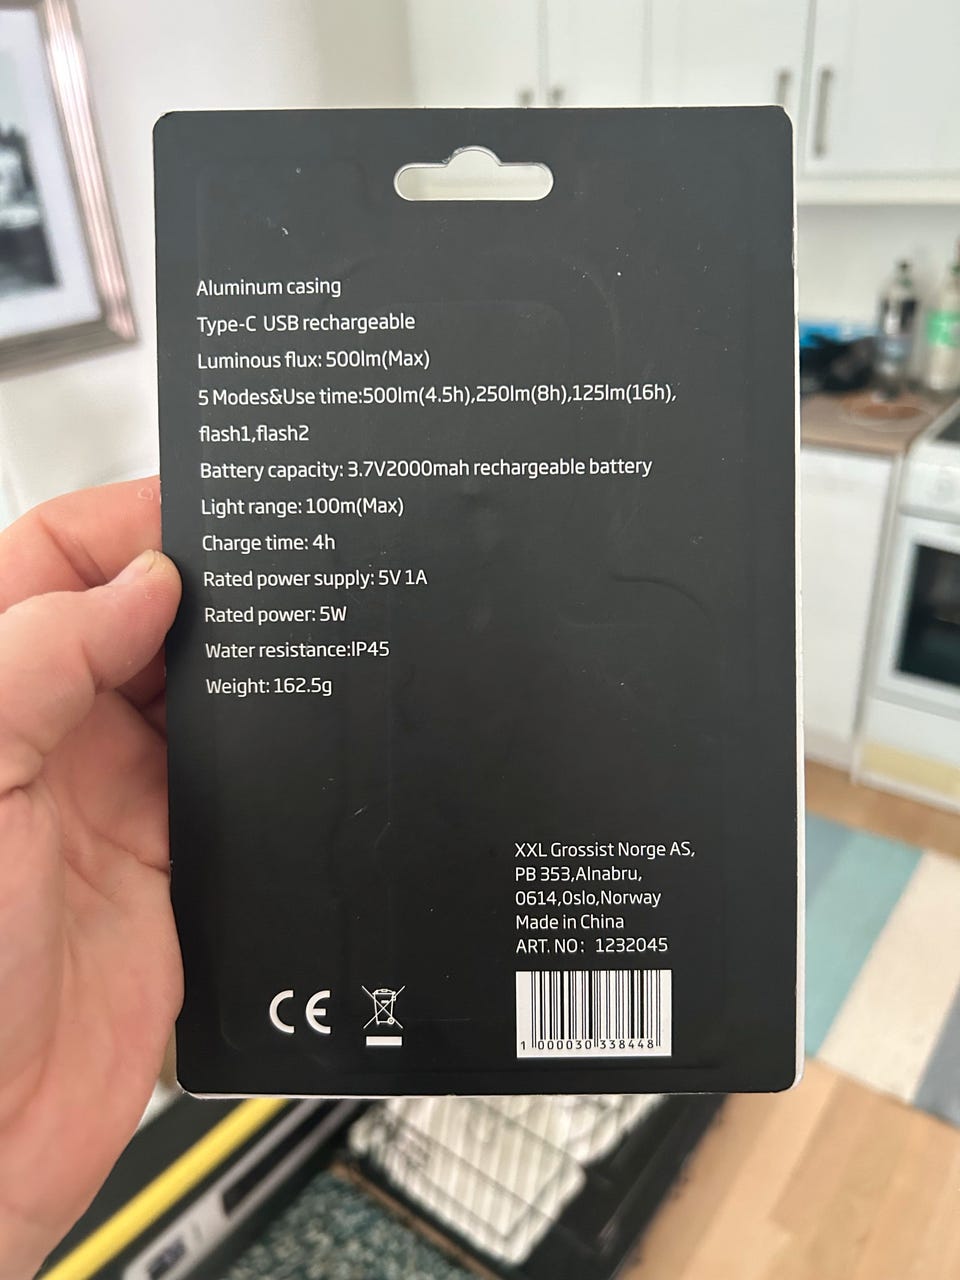 Aluminum casing
Type-C USB rechargeable
Luminous flux: 500lm(Max)
5 Modes&Use time:500lm(4.5h),250lm(8h),125lm(16h),
flash1,flash2
Battery capacity: 3.7V2000mah rechargeable battery
Light range: 100m(Max)
Charge time: 4h
Rated power supply: 5V 1A
Rated power: 5W
Water resistance:IP45
Weight: 162.5g
XXL Grossist Norge AS,
PB 353,Alnabru,
0614,Oslo,Norway
Made in China
ART. NO: 1232045
CE
1 000030 338448